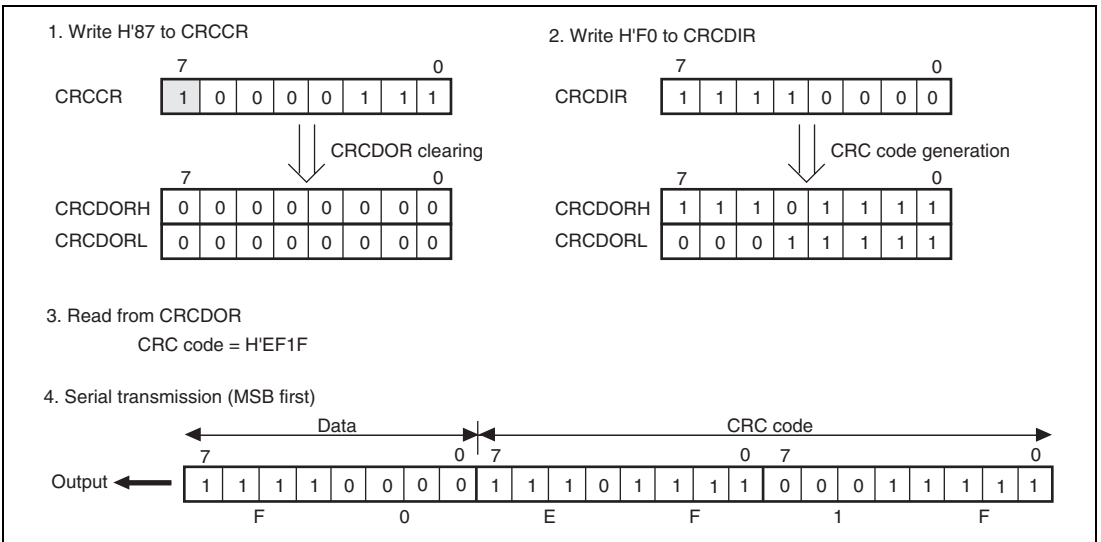 1. Write H'87 to CRCCR
7 0
CRCCR 1 0 0 0 0 1 1 1
CRCDOR clearing
7 0
CRCDORH 0 0 0 0 0 0 0 0
CRCDORL 0 0 0 0 0 0 0 0
2. Write H'F0 to CRCDIR
7 0
CRCDIR 1 1 1 1 0 0 0 0
CRC code generation
7 0
CRCDORH 1 1 1 0 1 1 1 1
CRCDORL 0 0 0 1 1 1 1 1
3. Read from CRCDOR
CRC code = H'EF1F
4. Serial transmission (MSB first)
Data CRC code
7 0 7 0 7 0
Output 1 1 1 1 0 0 0 0 1 1 1 0 1 1 1 1 0 0 0 1 1 1 1 1
F 0 E F 1 F